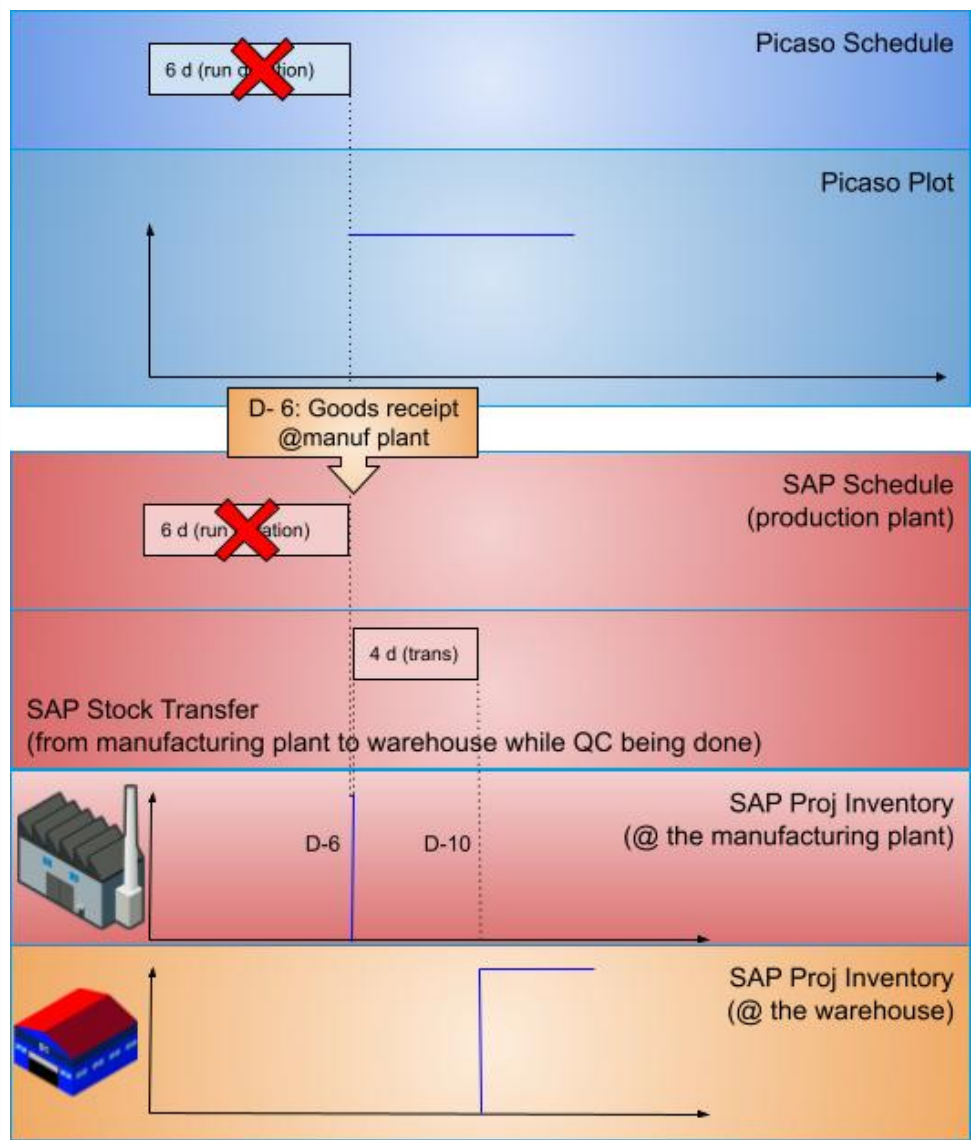 Picaso Schedule
6 d (run
tion)
Picaso Plot
D- 6: Goods receipt
@manuf plant
SAP Schedule
(production plant)
6 d (run
ation)
4 d (trans)
SAP Stock Transfer
(from manufacturing plant to warehouse while QC being done)
SAP Proj Inventory
(@ the manufacturing plant)
D-6
D-10
SAP Proj Inventory
(@ the warehouse)